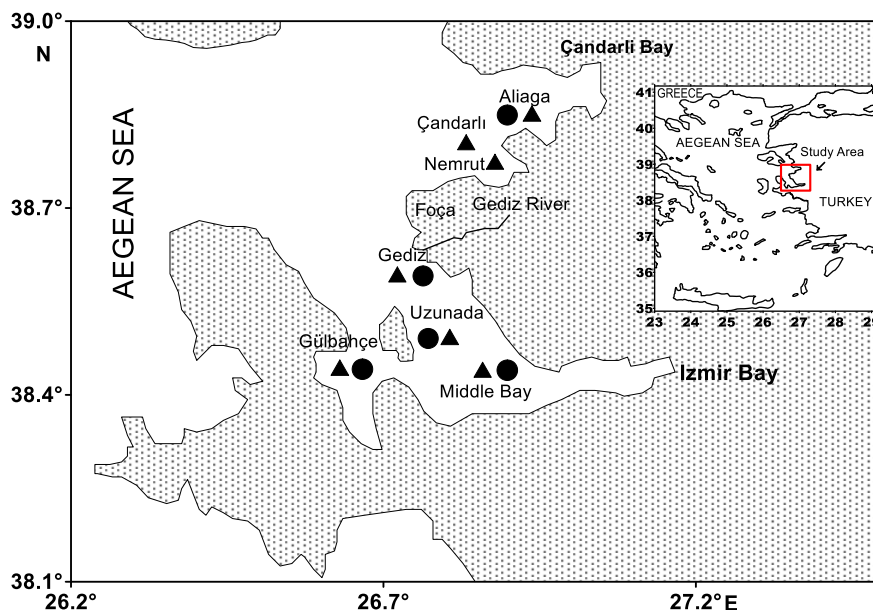 39.0°
N
Çandarli Bay
Aliaga
Çandarlı
Nemrut
AEGEAN SEA
38.7°
Foça
Gediz River
Gediz
Uzunada
Gülbahçe
Middle Bay
Izmir Bay
38.4°
38.1°
26.2
26.7
27.2°E
41
GREECE
40
AEGEAN SEA
Study Area
39
38
TURKEY
37
36
35
23 24 25 26 27 28 29